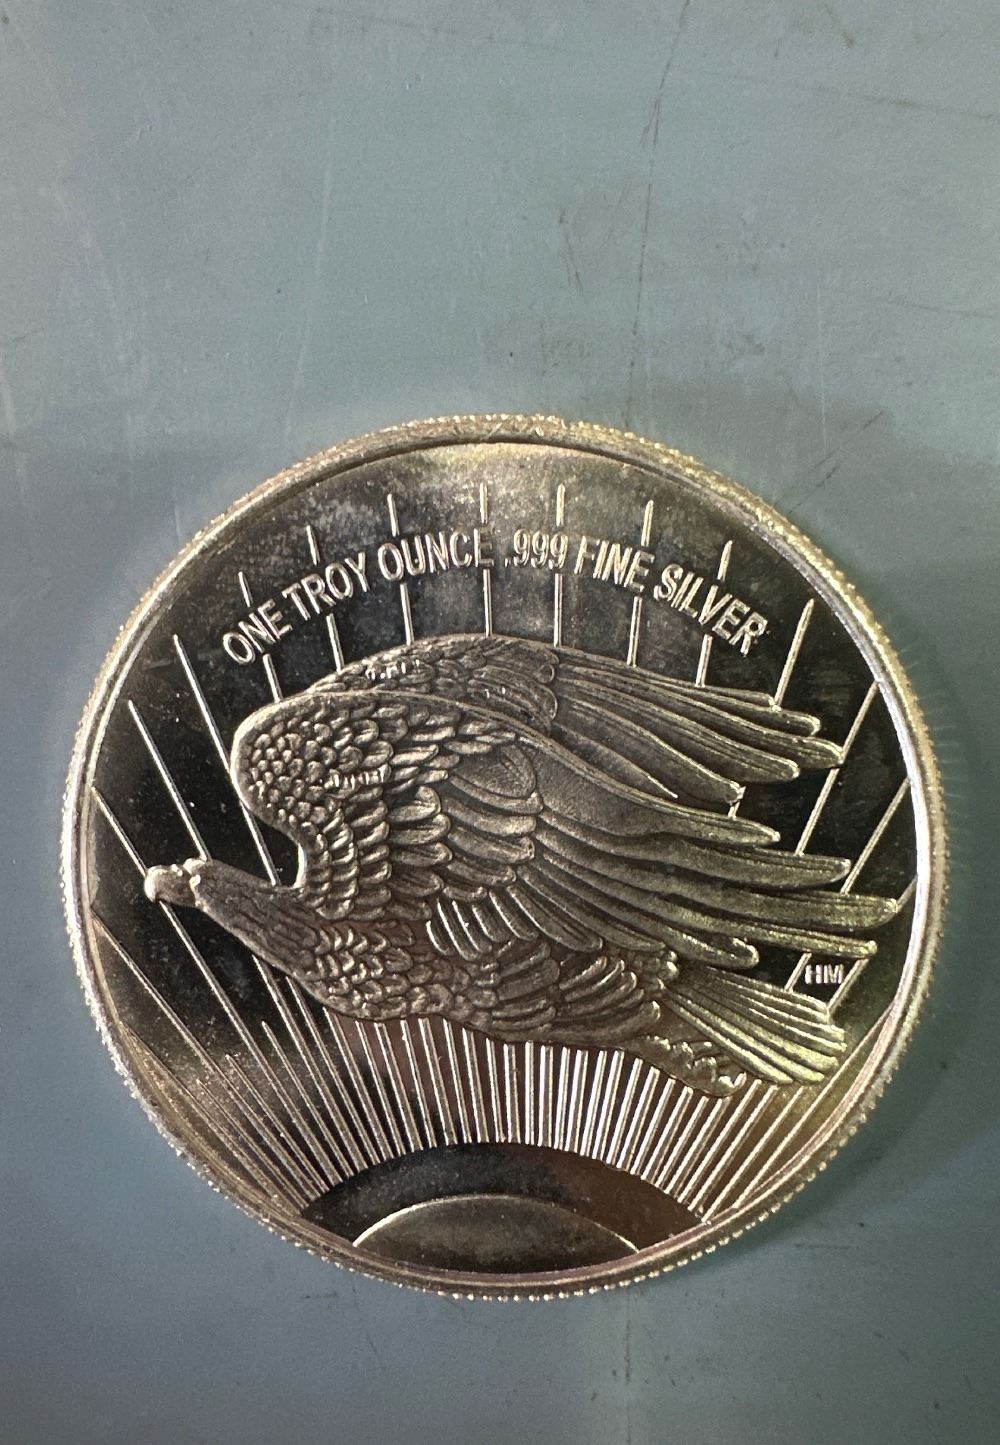 ONE TROY OUNCE .999 FINE SILVER
HM